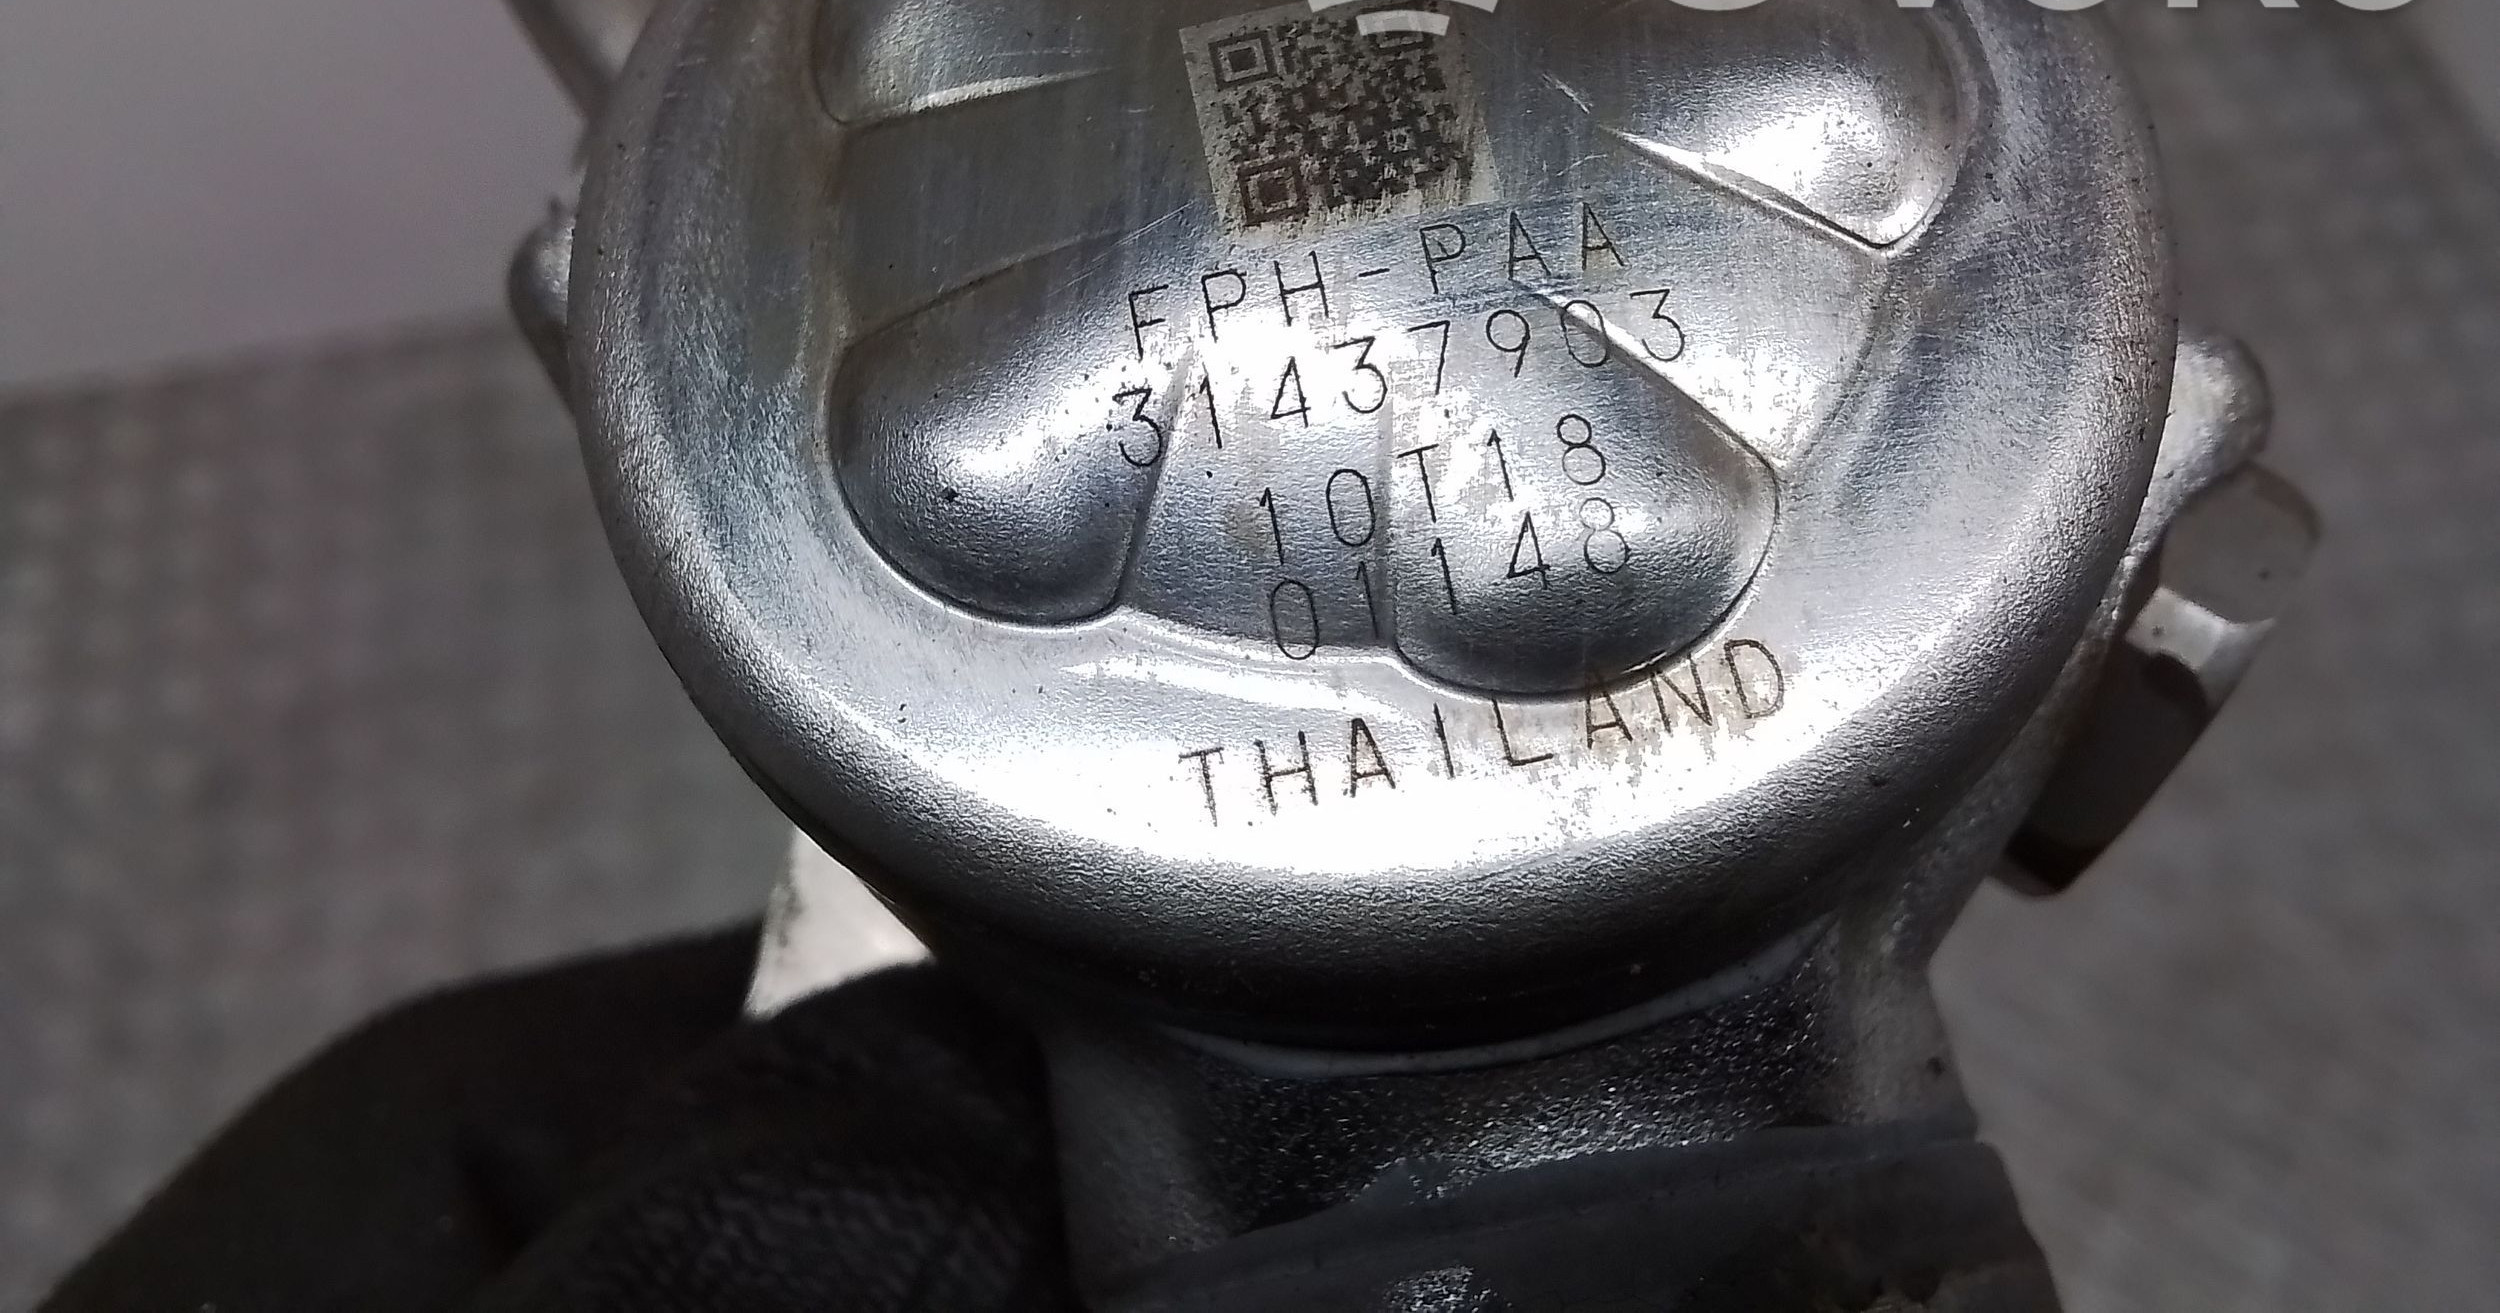 FPH-PAA
31437903
10T18
01148
THAILAND